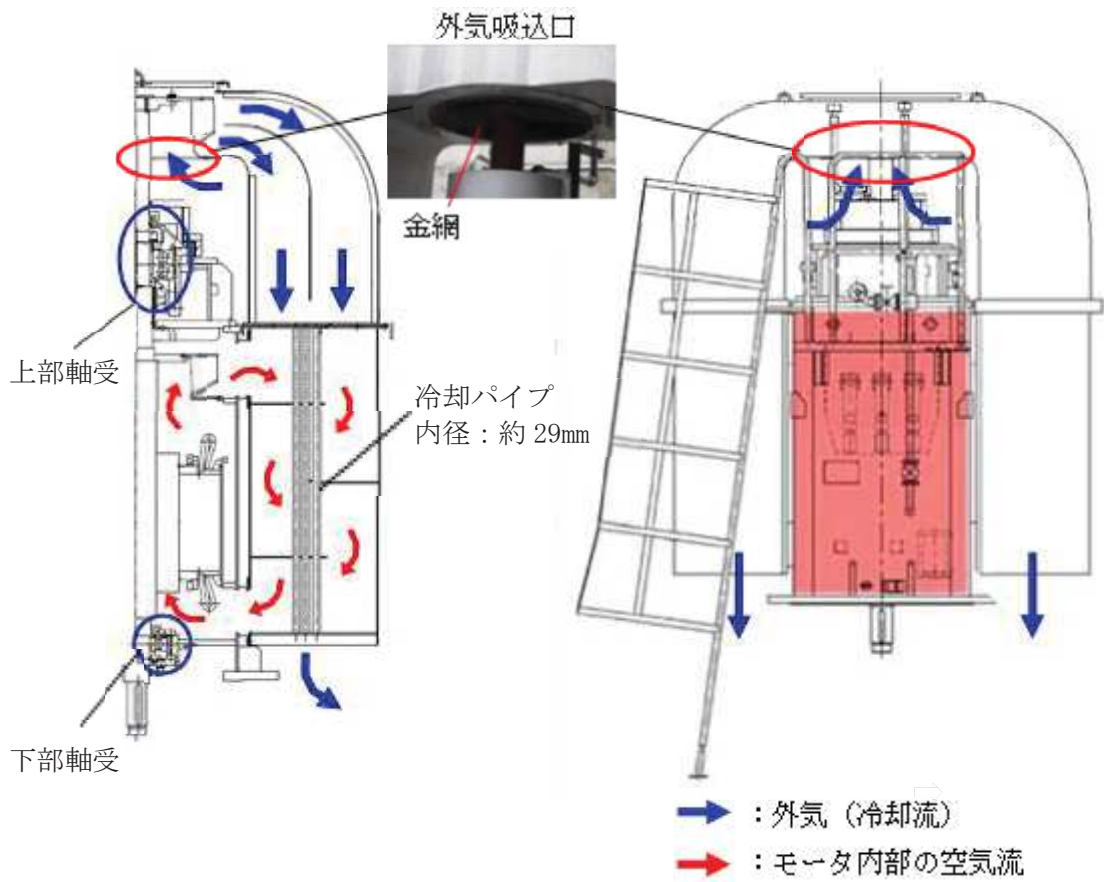 外気吸込口
金網
上部軸受
冷却パイプ
内径：約 29mm
下部軸受
：外気（冷却流）
：モータ内部の空気流